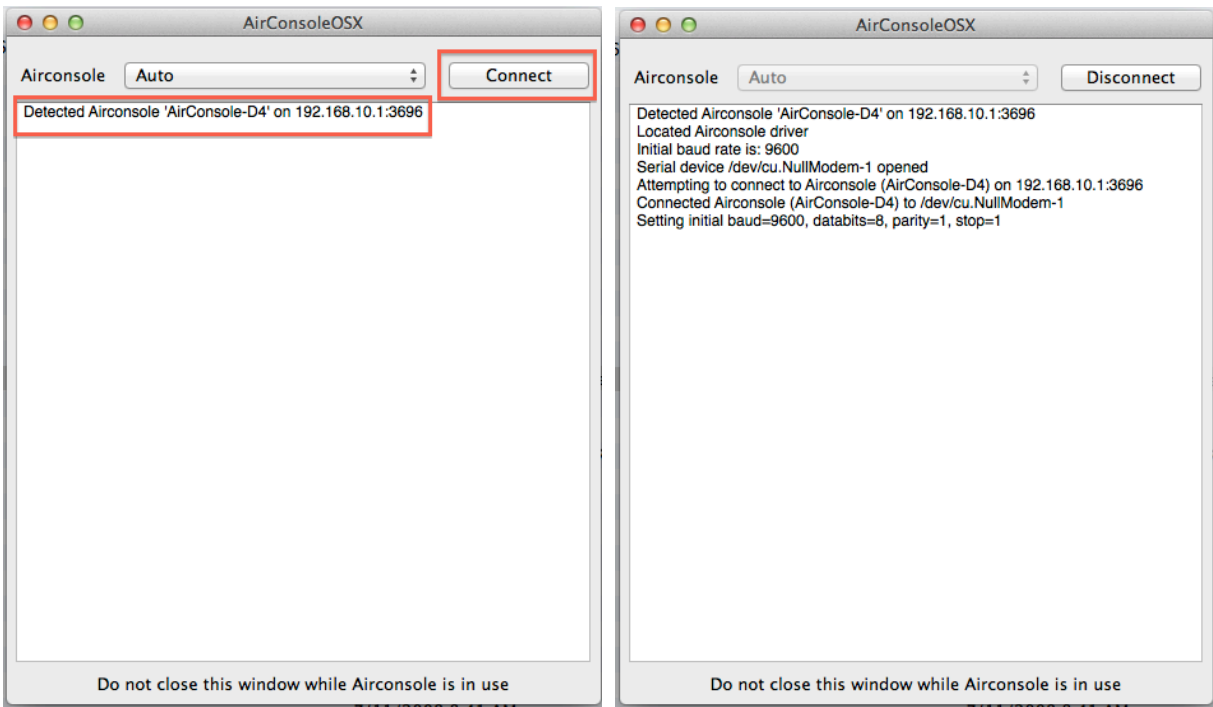 AirConsoleOSX
Airconsole Auto Connect
Detected Airconsole 'AirConsole-D4' on 192.168.10.1:3696
Do not close this window while Airconsole is in use
AirConsoleOSX
Airconsole Auto Disconnect
Detected Airconsole 'AirConsole-D4' on 192.168.10.1:3696
Located Airconsole driver
Initial baud rate is: 9600
Serial device /dev/cu.NullModem-1 opened
Attempting to connect to Airconsole (AirConsole-D4) on 192.168.10.1:3696
Connected Airconsole (AirConsole-D4) to /dev/cu.NullModem-1
Setting initial baud=9600, databits=8, parity=1, stop=1
Do not close this window while Airconsole is in use